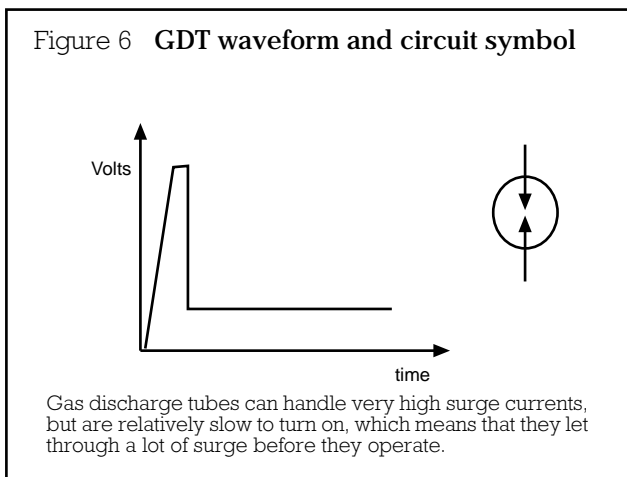 Figure 6 GDT waveform and circuit symbol
Volts
time
Gas discharge tubes can handle very high surge currents,
but are relatively slow to turn on, which means that they let
through a lot of surge before they operate.